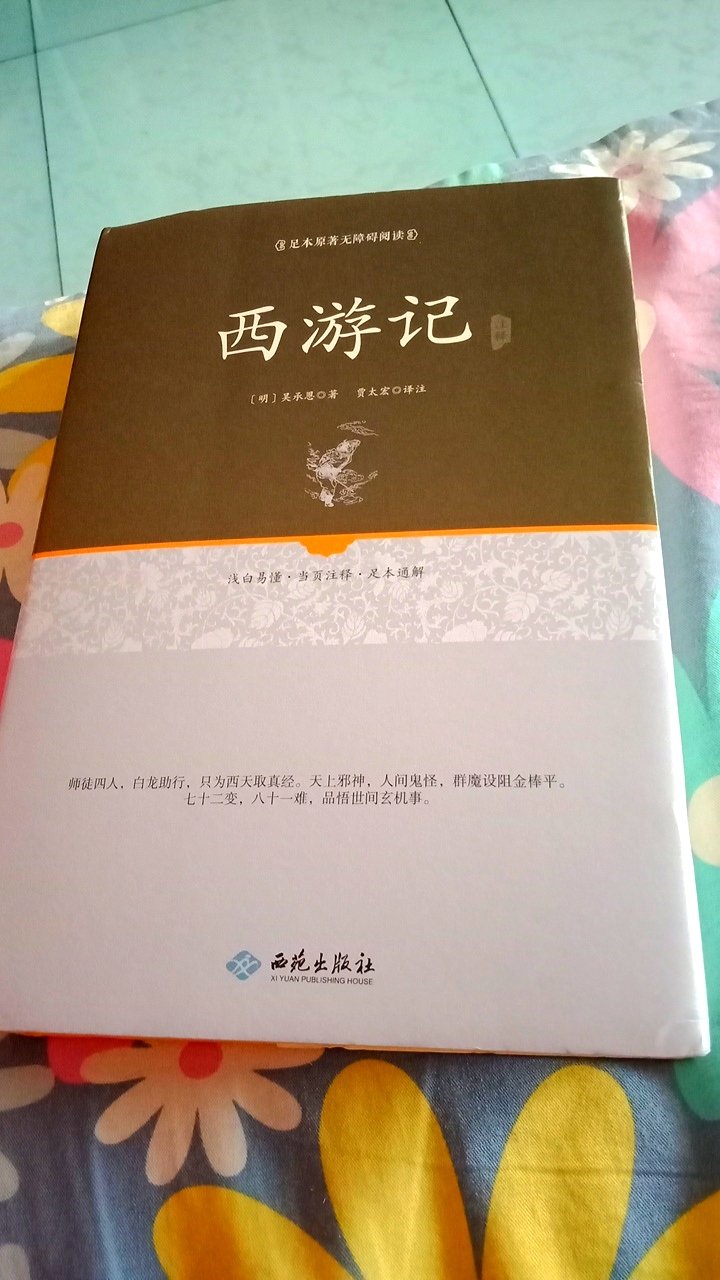 足本原著无障碍阅读
西游记
注释
［明］吴承恩◎著 贾太宏◎译注
浅白易懂·当页注释·足本通解
师徒四人，白龙助行，只为西天取真经。天上邪神，人间鬼怪，群魔设阻金棒平。
七十二变，八十一难，品悟世间玄机事。
西苑出版社
XI YUAN PUBLISHING HOUSE